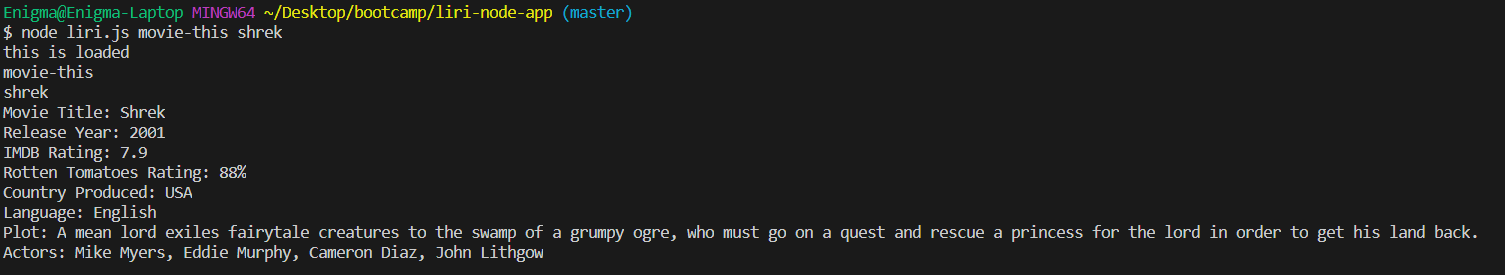 Enigma@Enigma-Laptop MINGW64 ~/Desktop/bootcamp/liri-node-app (master)
$ node liri.js movie-this shrek
this is loaded
movie-this
shrek
Movie Title: Shrek
Release Year: 2001
IMDB Rating: 7.9
Rotten Tomatoes Rating: 88%
Country Produced: USA
Language: English
Plot: A mean lord exiles fairytale creatures to the swamp of a grumpy ogre, who must go on a quest and rescue a princess for the lord in order to get his land back.
Actors: Mike Myers, Eddie Murphy, Cameron Diaz, John Lithgow